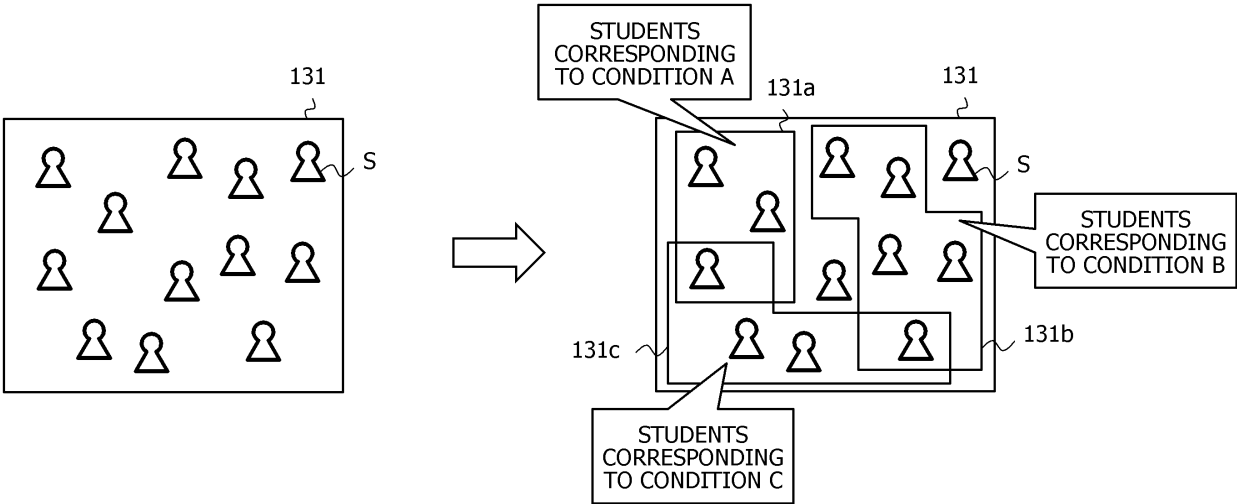 131
S
STUDENTS
CORRESPONDING
TO CONDITION A
131a
131
S
STUDENTS
CORRESPONDING
TO CONDITION B
131b
131c
STUDENTS
CORRESPONDING
TO CONDITION C